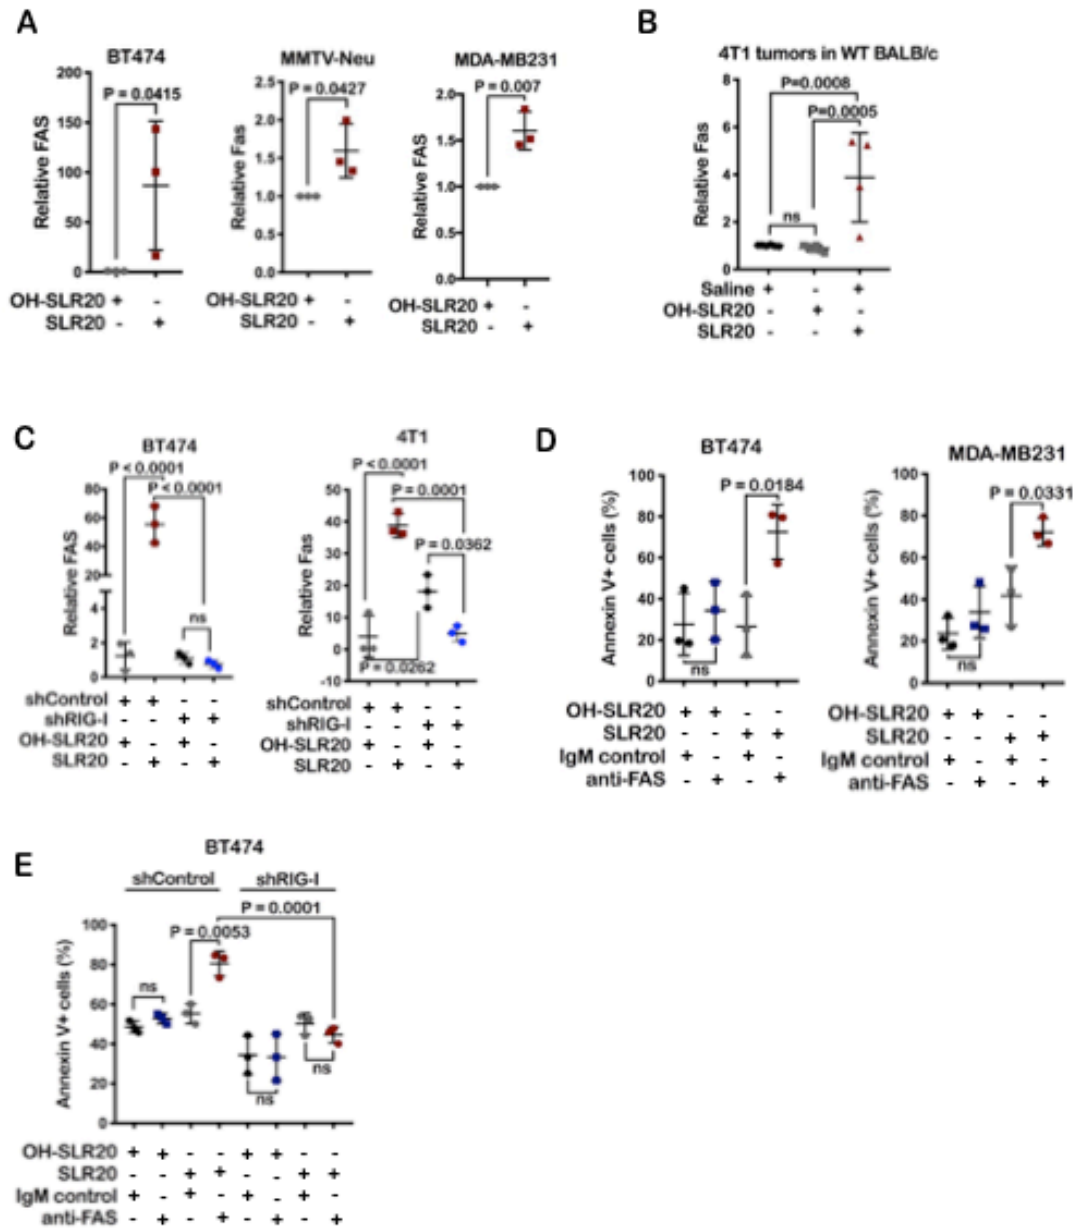 A
BT474
200
150
100
50
0
Relative FAS
P = 0.0415
OH-SLR20 + -
SLR20 - +
MMTV-Neu
2.5
2.0
1.5
1.0
0.5
0.0
Relative Fas
P = 0.0427
OH-SLR20 + -
SLR20 - +
MDA-MB231
2.0
1.5
1.0
0.5
0.0
Relative FAS
P = 0.007
OH-SLR20 + -
SLR20 - +
B
4T1 tumors in WT BALB/c
8
6
4
2
0
Relative Fas
P=0.0008
P=0.0005
ns
Saline + - +
OH-SLR20 - + -
SLR20 - - +
C
BT474
P < 0.0001
P < 0.0001
80
60
40
20
4
2
0
Relative FAS
ns
shControl + + - -
shRIG-I - - + +
OH-SLR20 + - + -
SLR20 - + - +
4T1
P < 0.0001
P = 0.0001
P = 0.0362
P = 0.0262
50
40
30
20
10
0
-10
Relative Fas
shControl + + - -
shRIG-I - - + +
OH-SLR20 + - + -
SLR20 - + - +
D
BT474
100
80
60
40
20
0
Annexin V+ cells (%)
P = 0.0184
ns
OH-SLR20 + + - -
SLR20 - - + +
IgM control + - + -
anti-FAS - + - +
MDA-MB231
100
80
60
40
20
0
Annexin V+ cells (%)
P = 0.0331
ns
OH-SLR20 + + - -
SLR20 - - + +
IgM control + - + -
anti-FAS - + - +
E
BT474
shControl shRIG-I
P = 0.0001
P = 0.0053
100
80
60
40
20
0
Annexin V+ cells (%)
ns
ns
ns
OH-SLR20 + + - - + + - -
SLR20 - - + + - - + +
IgM control + - + - + - + -
anti-FAS - + - + - + - +